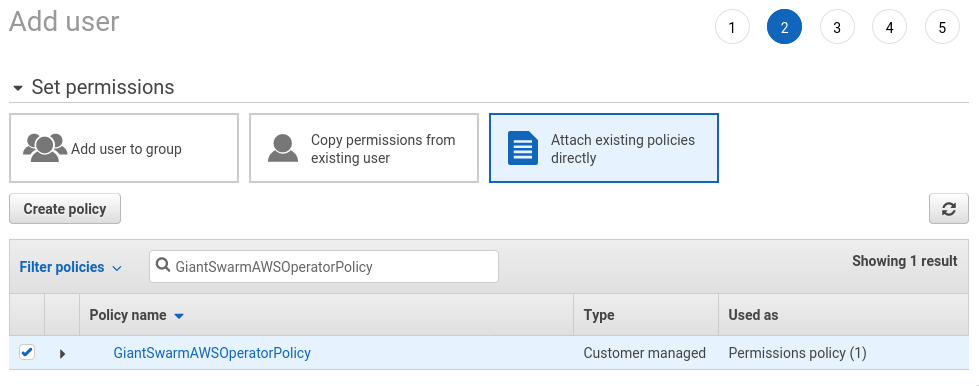 Add user
1 2 3 4 5
Set permissions
Add user to group
Copy permissions from
existing user
Attach existing policies
directly
Create policy
Filter policies
GiantSwarmAWSOperatorPolicy
Showing 1 result
Policy name Type Used as
GiantSwarmAWSOperatorPolicy Customer managed Permissions policy (1)